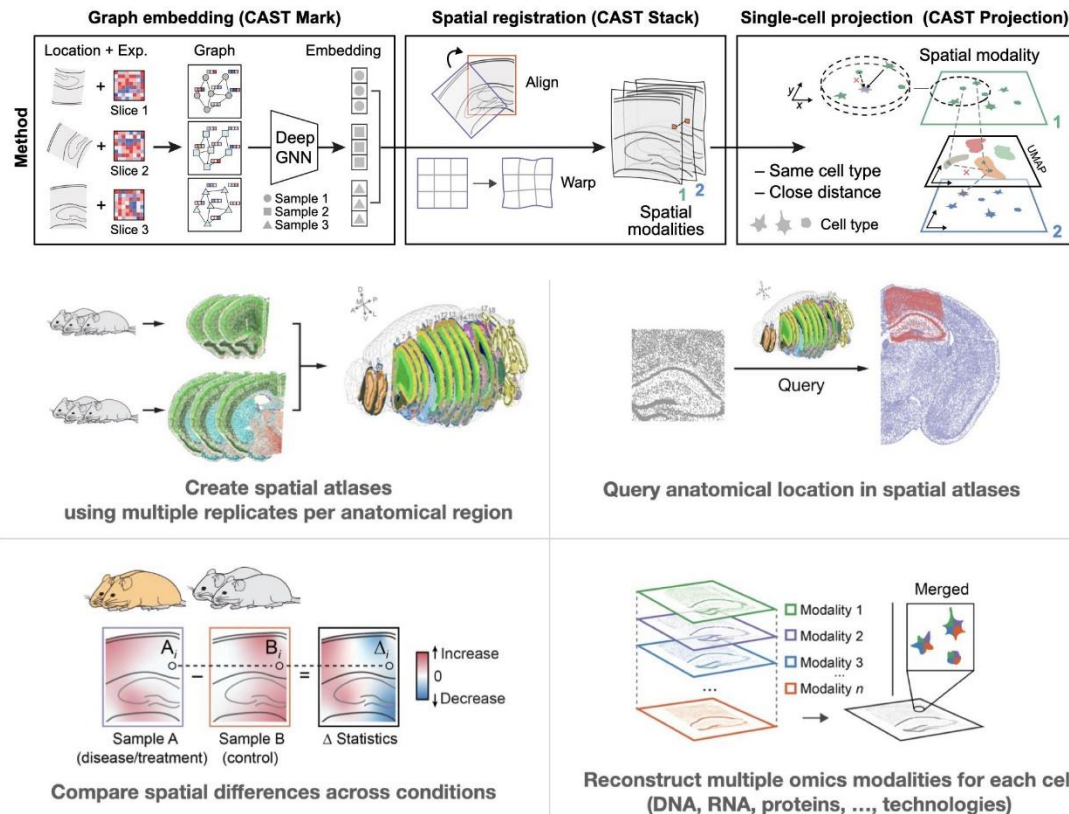 Graph embedding (CAST Mark)
Spatial registration (CAST Stack)
Single-cell projection (CAST Projection)
Method
Location + Exp.
Graph
Embedding
Slice 1
Slice 2
Slice 3
Deep
GNN
Sample 1
Sample 2
Sample 3
Align
Warp
1
2
Spatial
modalities
Spatial modality
y
x
1
UMAP
– Same cell type
– Close distance
Cell type
2
Query
Create spatial atlases
using multiple replicates per anatomical region
Query anatomical location in spatial atlases
Ai
Bi
Δi
–
=
Increase
0
Decrease
Sample A
(disease/treatment)
Sample B
(control)
Δ Statistics
Compare spatial differences across conditions
Modality 1
Modality 2
Modality 3
...
Modality n
...
Merged
Reconstruct multiple omics modalities for each cel
(DNA, RNA, proteins, ..., technologies)